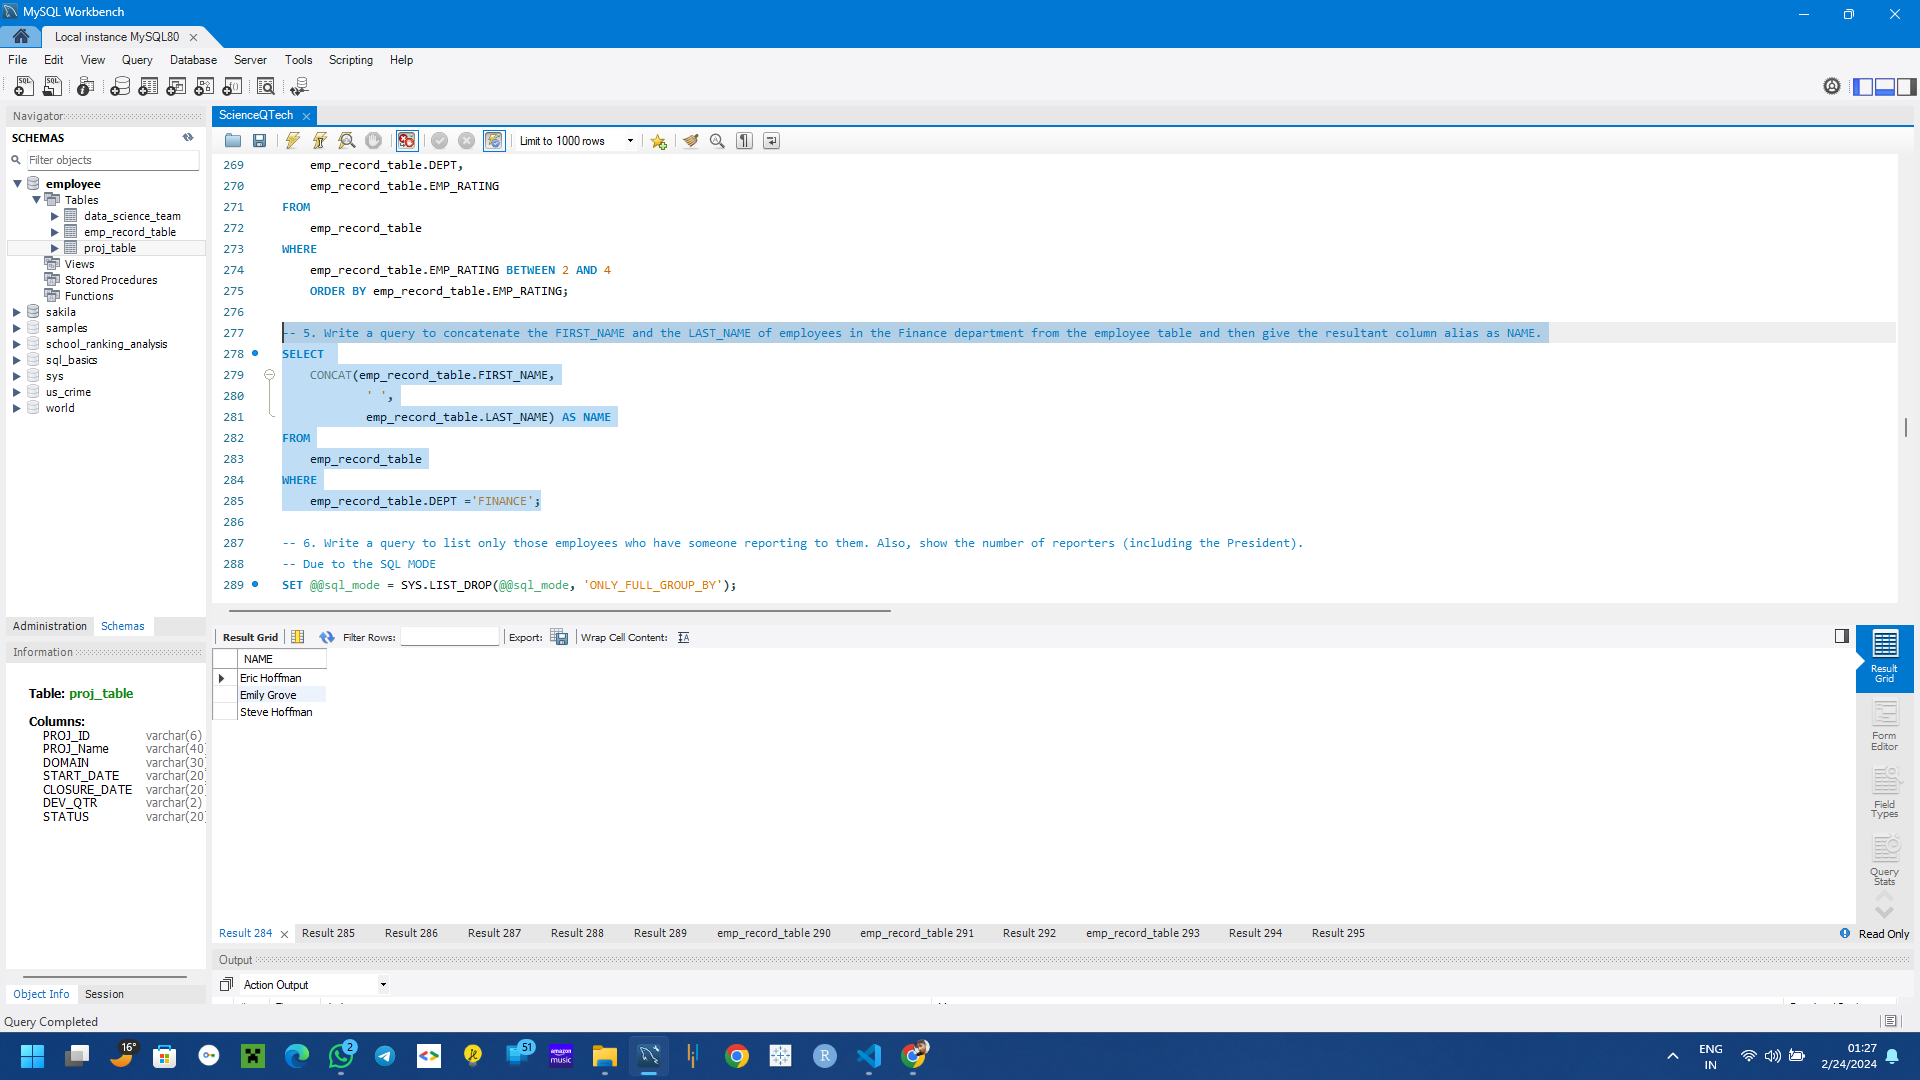 MySQL Workbench
Local instance MySQL80
File Edit View Query Database Server Tools Scripting Help
Navigator
ScienceQTech
SCHEMAS
Limit to 1000 rows
Filter objects
employee
Tables
data_science_team
emp_record_table
proj_table
Views
Stored Procedures
Functions
sakila
samples
school_ranking_analysis
sql_basics
sys
us_crime
world
269 emp_record_table.DEPT,
270 emp_record_table.EMP_RATING
271 FROM
272 emp_record_table
273 WHERE
274 emp_record_table.EMP_RATING BETWEEN 2 AND 4
275 ORDER BY emp_record_table.EMP_RATING;
276
277 -- 5. Write a query to concatenate the FIRST_NAME and the LAST_NAME of employees in the Finance department from the employee table and then give the resultant column alias as NAME.
278 SELECT
279 CONCAT(emp_record_table.FIRST_NAME,
280 ' ',
281 emp_record_table.LAST_NAME) AS NAME
282 FROM
283 emp_record_table
284 WHERE
285 emp_record_table.DEPT ='FINANCE';
286
287 -- 6. Write a query to list only those employees who have someone reporting to them. Also, show the number of reporters (including the President).
288 -- Due to the SQL MODE
289 SET @@sql_mode = SYS.LIST_DROP(@@sql_mode, 'ONLY_FULL_GROUP_BY');
Administration Schemas
Information
Table: proj_table
Columns:
PROJ_ID varchar(6)
PROJ_Name varchar(40)
DOMAIN varchar(30)
START_DATE varchar(20)
CLOSURE_DATE varchar(20)
DEV_QTR varchar(2)
STATUS varchar(20)
Result Grid Filter Rows: Export: Wrap Cell Content:
NAME
Eric Hoffman
Emily Grove
Steve Hoffman
Result Grid
Form Editor
Field Types
Query Stats
Result 284 Result 285 Result 286 Result 287 Result 288 Result 289 emp_record_table 290 emp_record_table 291 Result 292 emp_record_table 293 Result 294 Result 295 Read Only
Output
Action Output
Object Info Session
Query Completed
16°
2
51
amazon music
R
ENG
IN
01:27
2/24/2024